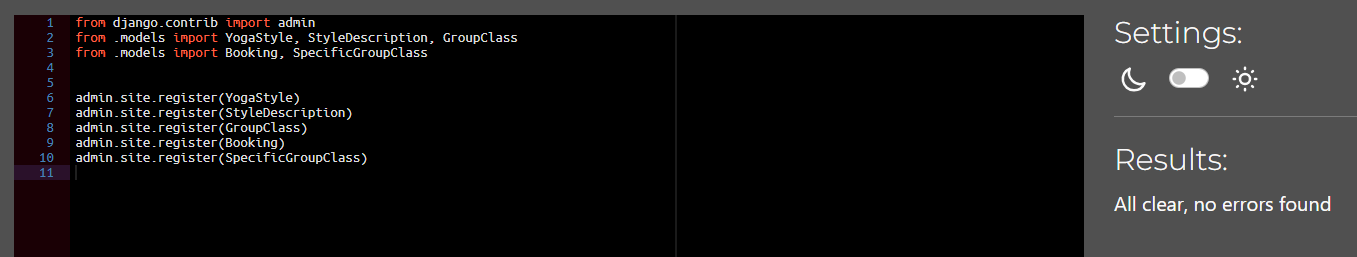 1 from django.contrib import admin
2 from .models import YogaStyle, StyleDescription, GroupClass
3 from .models import Booking, SpecificGroupClass
4
5
6 admin.site.register(YogaStyle)
7 admin.site.register(StyleDescription)
8 admin.site.register(GroupClass)
9 admin.site.register(Booking)
10 admin.site.register(SpecificGroupClass)
11
Settings:
Results:
All clear, no errors found